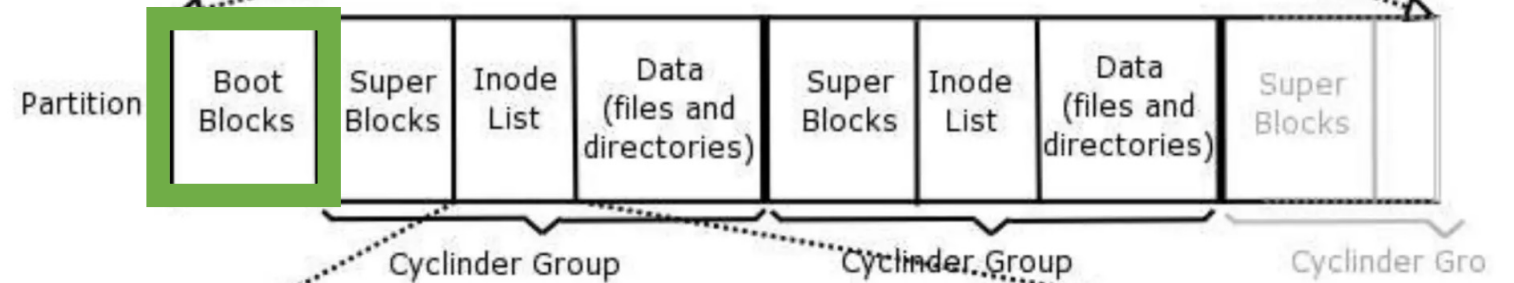 Partition
Boot
Blocks
Super
Blocks
Inode
List
Data
(files and
directories)
Super
Blocks
Inode
List
Data
(files and
directories)
Super
Blocks
Cyclinder Group
Cyclinder Group
Cyclinder Gro